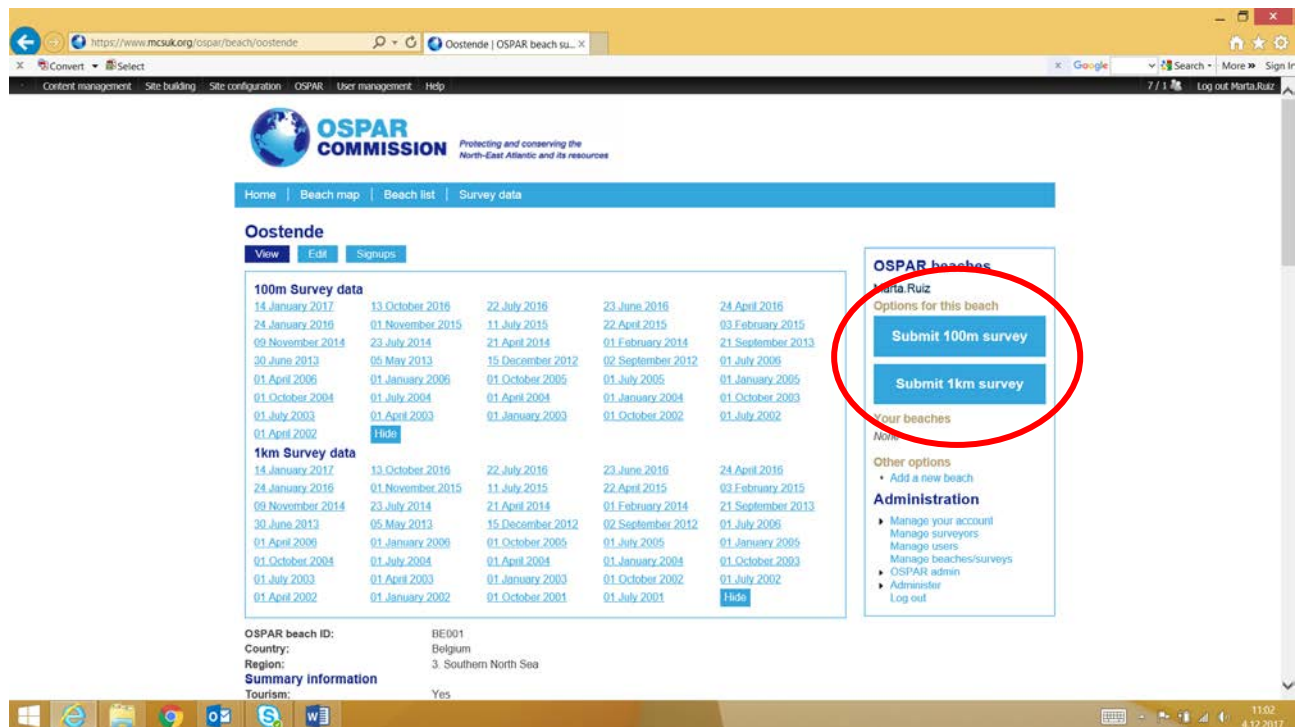 https://www.mcsuk.org/ospar/beach/oostende
Oostende | OSPAR beach su...
Convert Select
Google Search More » Sign In
Content management Site building Site configuration OSPAR User management Help 7 / 1 Log out Marta.Ruiz
OSPAR
COMMISSION
Protecting and conserving the
North-East Atlantic and its resources
Home | Beach map | Beach list | Survey data
Oostende
View Edit Signups
100m Survey data
14 January 2017 13 October 2016 22 July 2016 23 June 2016 24 April 2016
24 January 2016 01 November 2015 11 July 2015 22 April 2015 03 February 2015
09 November 2014 23 July 2014 21 April 2014 01 February 2014 21 September 2013
30 June 2013 05 May 2013 15 December 2012 02 September 2012 01 July 2006
01 April 2006 01 January 2006 01 October 2005 01 July 2005 01 January 2005
01 October 2004 01 July 2004 01 April 2004 01 January 2004 01 October 2003
01 July 2003 01 April 2003 01 January 2003 01 October 2002 01 July 2002
01 April 2002 Hide
1km Survey data
14 January 2017 13 October 2016 22 July 2016 23 June 2016 24 April 2016
24 January 2016 01 November 2015 11 July 2015 22 April 2015 03 February 2015
09 November 2014 23 July 2014 21 April 2014 01 February 2014 21 September 2013
30 June 2013 05 May 2013 15 December 2012 02 September 2012 01 July 2006
01 April 2006 01 January 2006 01 October 2005 01 July 2005 01 January 2005
01 October 2004 01 July 2004 01 April 2004 01 January 2004 01 October 2003
01 July 2003 01 April 2003 01 January 2003 01 October 2002 01 July 2002
01 April 2002 01 January 2002 01 October 2001 01 July 2001 Hide
OSPAR beach ID: BE001
Country: Belgium
Region: 3. Southern North Sea
Summary information
Tourism: Yes
OSPAR beaches
Marta.Ruiz
Options for this beach
Submit 100m survey
Submit 1km survey
Your beaches
None
Other options
Add a new beach
Administration
Manage your account
Manage surveyors
Manage users
Manage beaches/surveys
OSPAR admin
Administer
Log out
11:02
4.12.2017